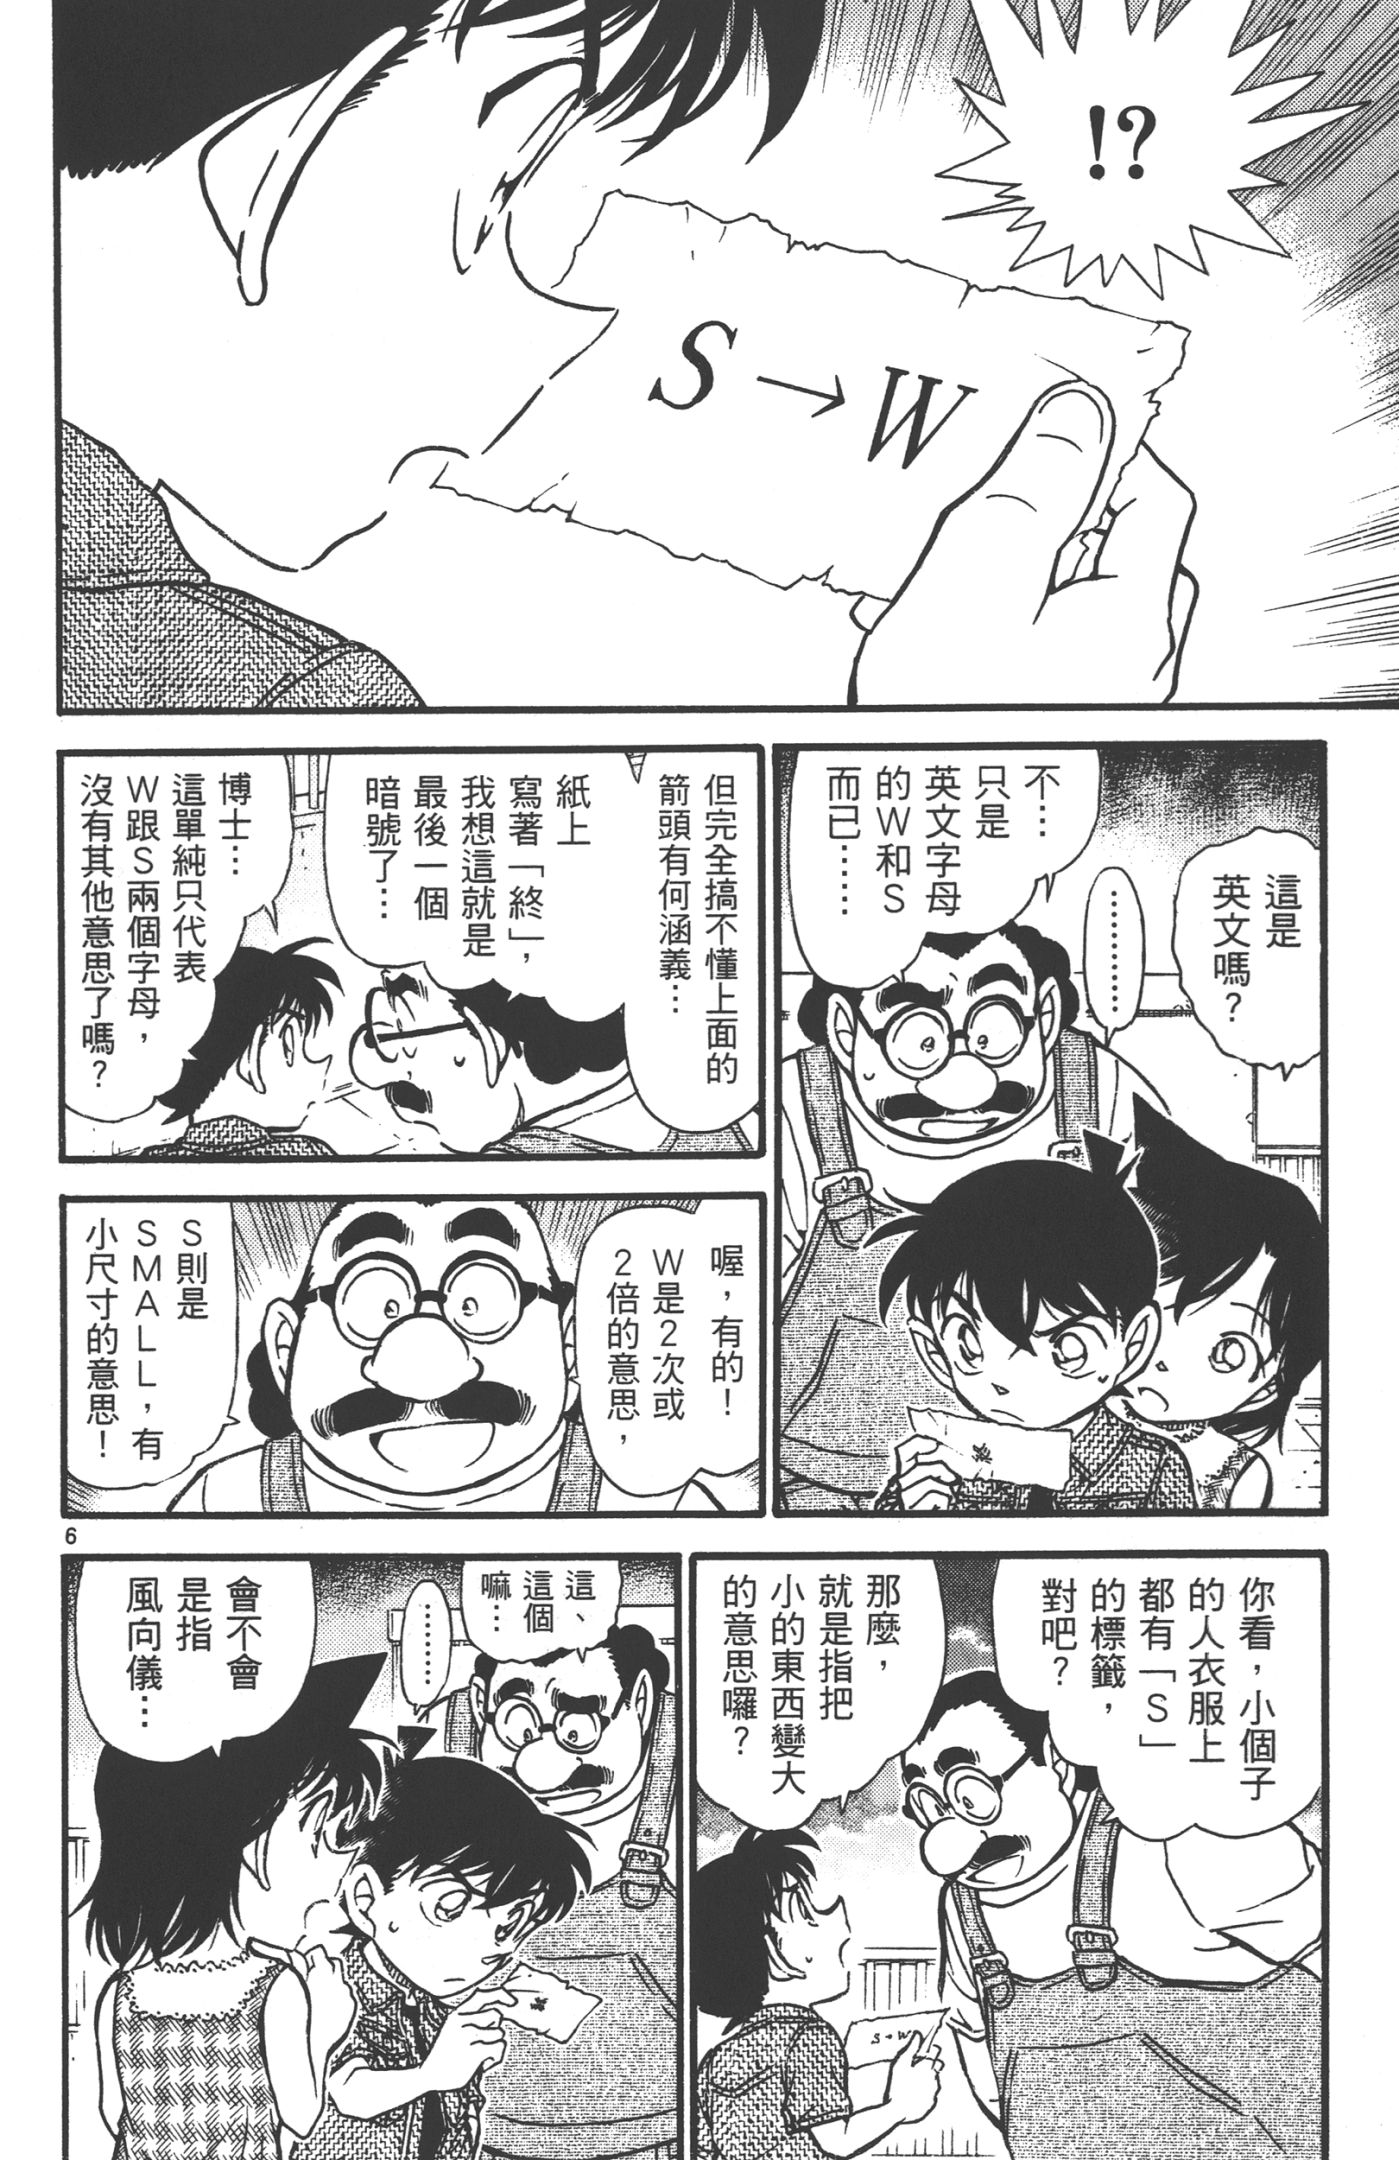 !?
S→W
這是
英文嗎？
………
不…
只是
英文字母
的W和S
而已……
但完全搞不懂上面的
箭頭有何涵義…
紙上
寫著「終」，
我想這就是
最後一個
暗號了…
博士…
這單純只代表
W跟S兩個字母，
沒有其他意思了嗎？
喔，有的！
W是2次或
2倍的意思，
S則是
SMALL，有
小尺寸的意思！
6
你看，小個子
的人衣服上
都有「S」
的標籤，
對吧？
那麼，
就是指把
小的東西變大
的意思囉？
S→W
這、
這個
嘛…
………
會不會
是指
風向儀…